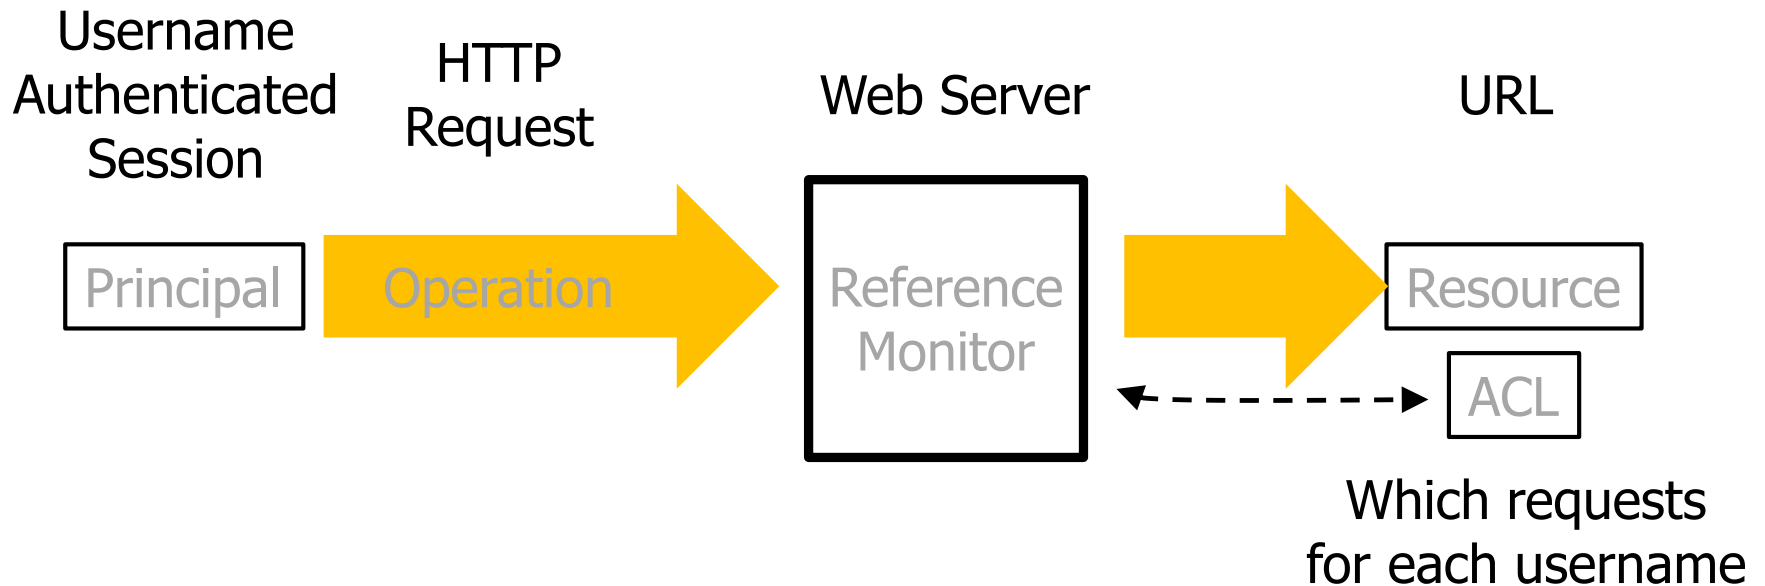 Username
Authenticated
Session
HTTP
Request
Web Server
URL
Principal
Operation
Reference
Monitor
Resource
ACL
Which requests
for each username